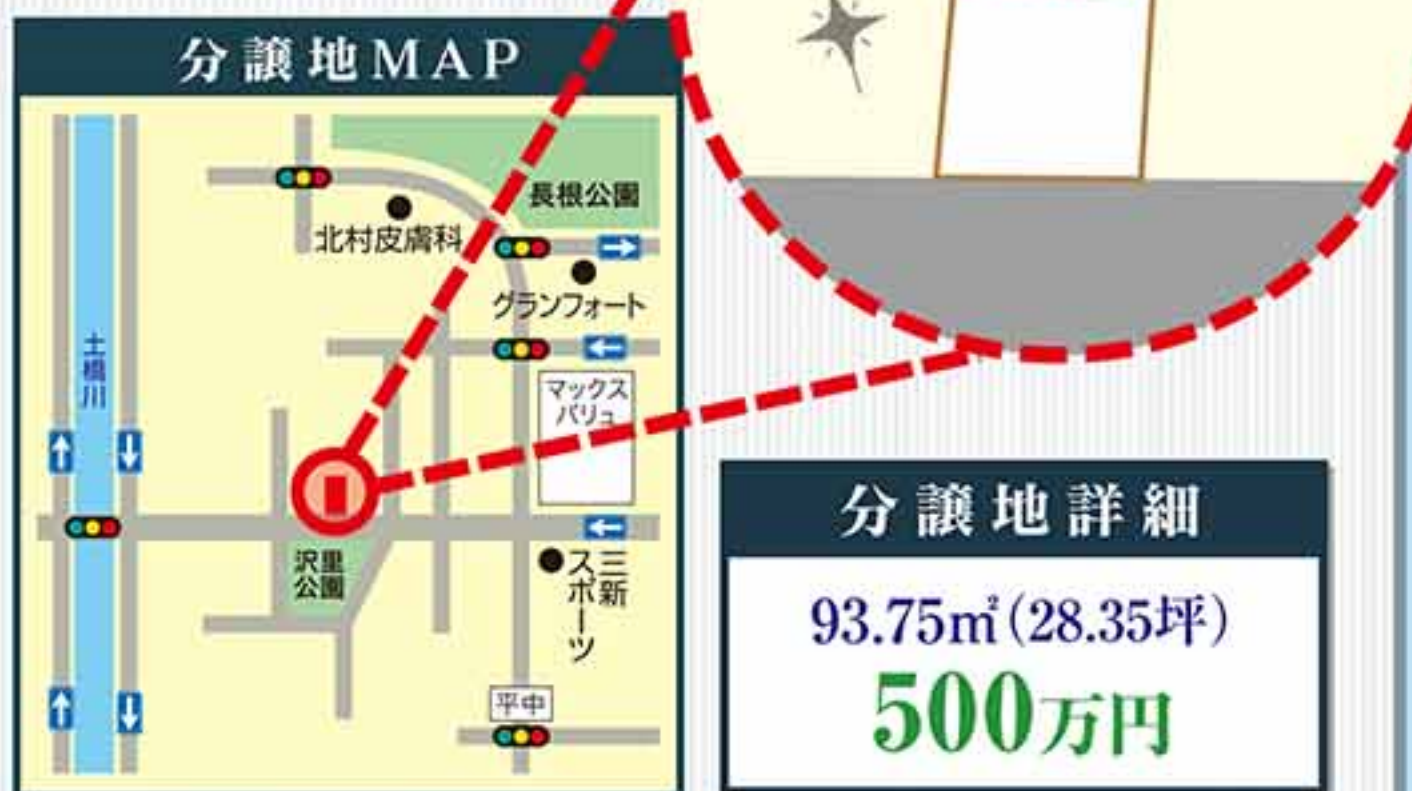 分譲地MAP
長根公園
北村皮膚科
グランフォート
土橋川
マックス
バリュ
沢里
公園
三新
スポーツ
平中
分譲地詳細
93.75㎡(28.35坪)
500万円